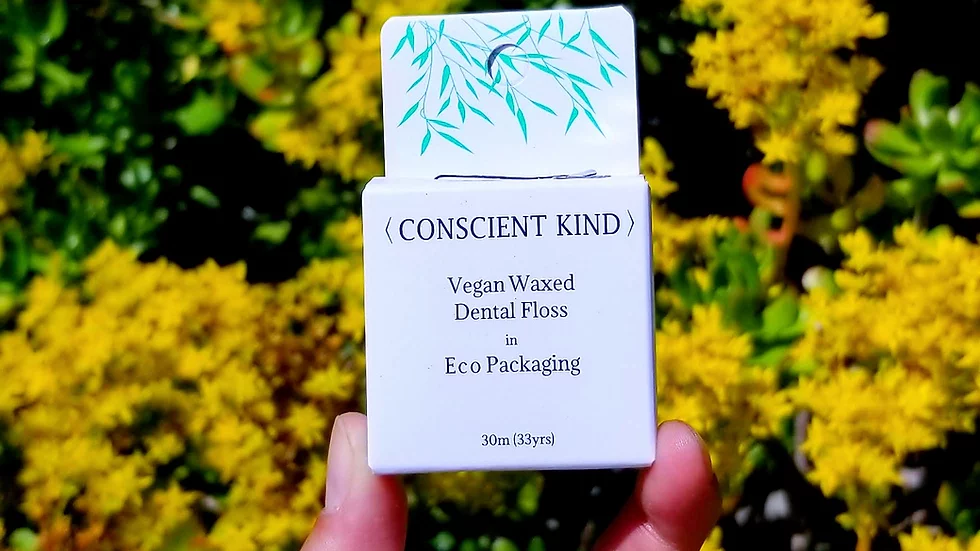 〈CONSCIENT KIND〉
Vegan Waxed
Dental Floss
in
Eco Packaging
30m (33yrs)